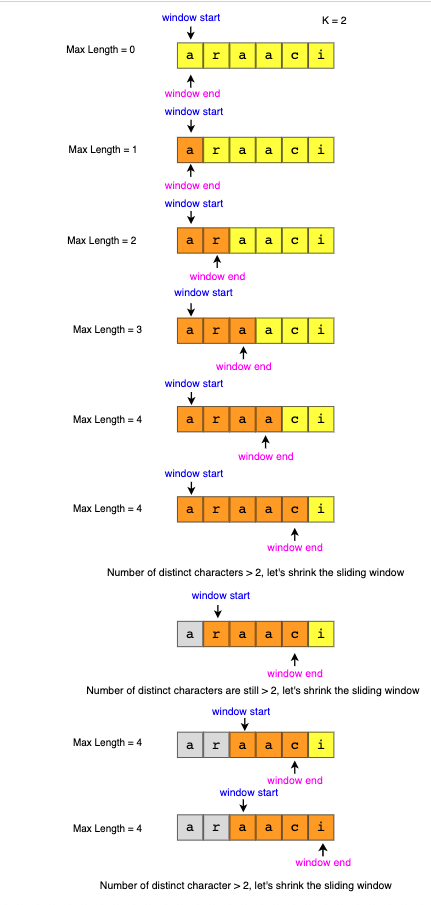 window start
K = 2
Max Length = 0
a r a a c i
window end
window start
Max Length = 1
a r a a c i
window end
window start
Max Length = 2
a r a a c i
window end
window start
Max Length = 3
a r a a c i
window end
window start
Max Length = 4
a r a a c i
window end
window start
Max Length = 4
a r a a c i
window end
Number of distinct characters > 2, let's shrink the sliding window
window start
a r a a c i
window end
Number of distinct characters are still > 2, let's shrink the sliding window
window start
Max Length = 4
a r a a c i
window end
window start
Max Length = 4
a r a a c i
window end
Number of distinct character > 2, let's shrink the sliding window